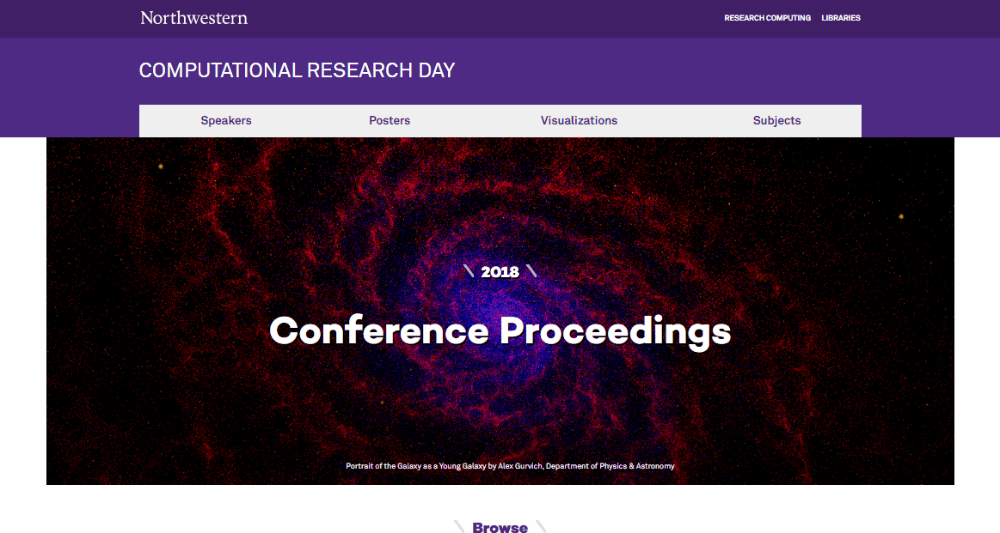 Northwestern
RESEARCH COMPUTING LIBRARIES
COMPUTATIONAL RESEARCH DAY
Speakers Posters Visualizations Subjects
2018
Conference Proceedings
Portrait of the Galaxy as a Young Galaxy by Alex Gurvich, Department of Physics & Astronomy
Browse